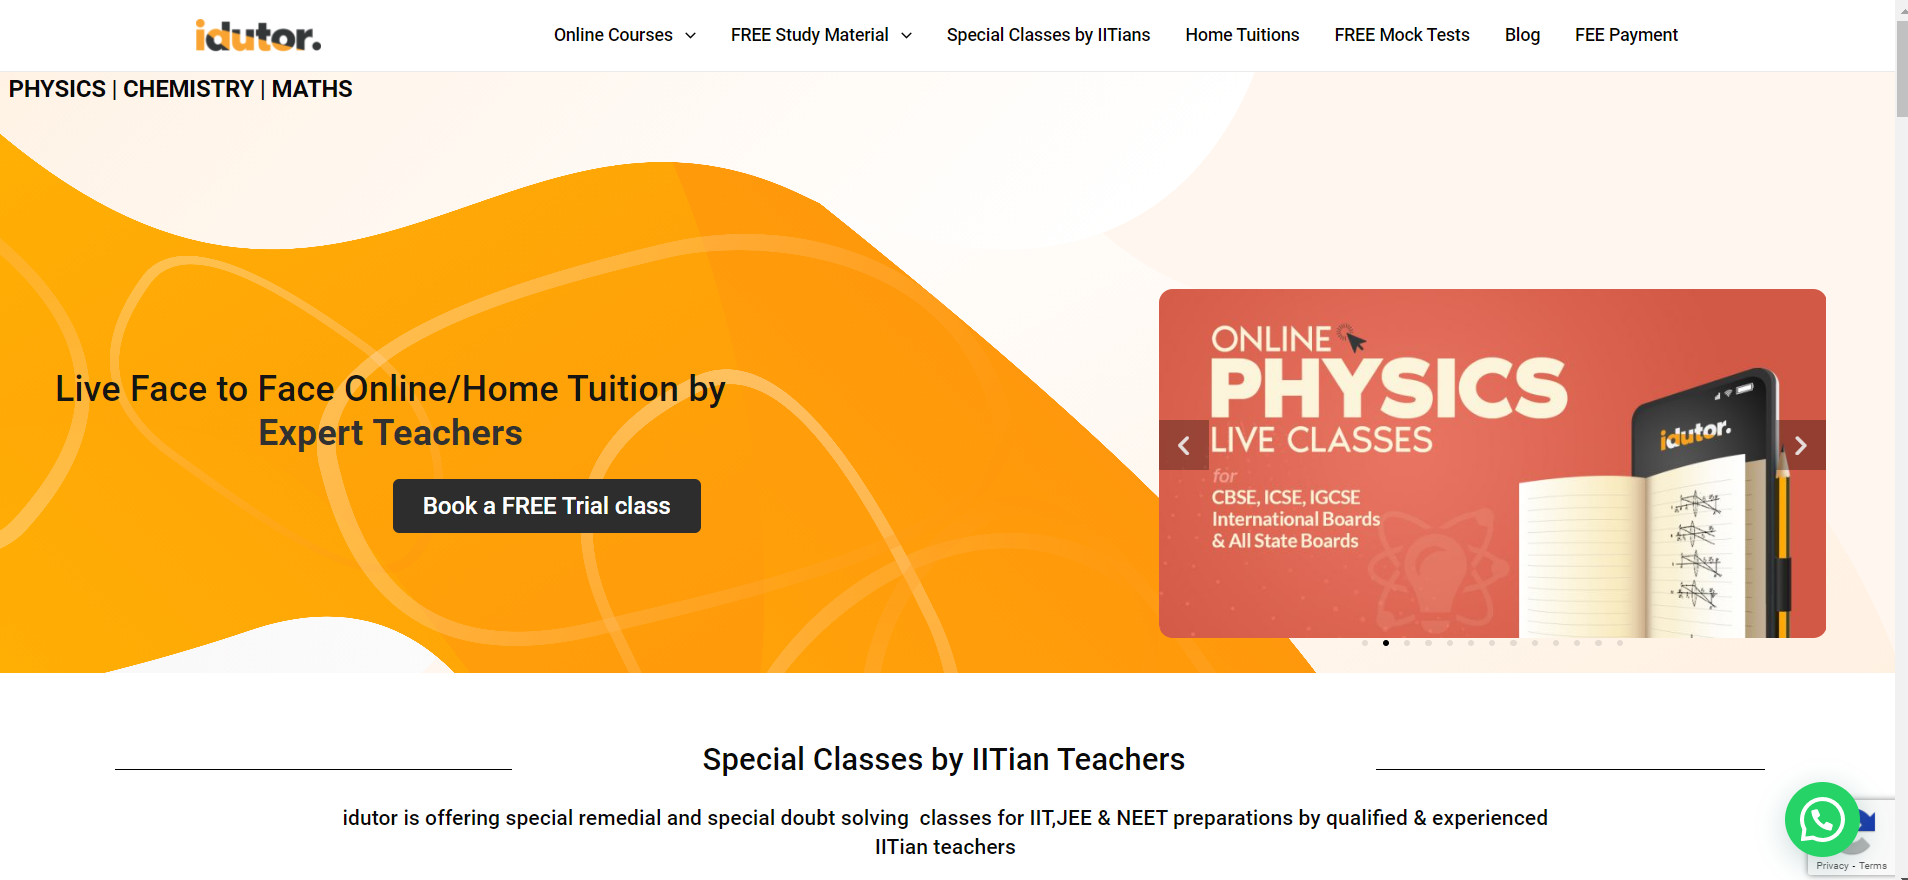 idutor.
Online Courses
FREE Study Material
Special Classes by IITians
Home Tuitions
FREE Mock Tests
Blog
FEE Payment
PHYSICS | CHEMISTRY | MATHS
Live Face to Face Online/Home Tuition by
Expert Teachers
Book a FREE Trial class
ONLINE
PHYSICS
LIVE CLASSES
for
CBSE, ICSE, IGCSE
International Boards
& All State Boards
idutor.
Special Classes by IITian Teachers
idutor is offering special remedial and special doubt solving classes for IIT,JEE & NEET preparations by qualified & experienced
IITian teachers
Privacy - Terms